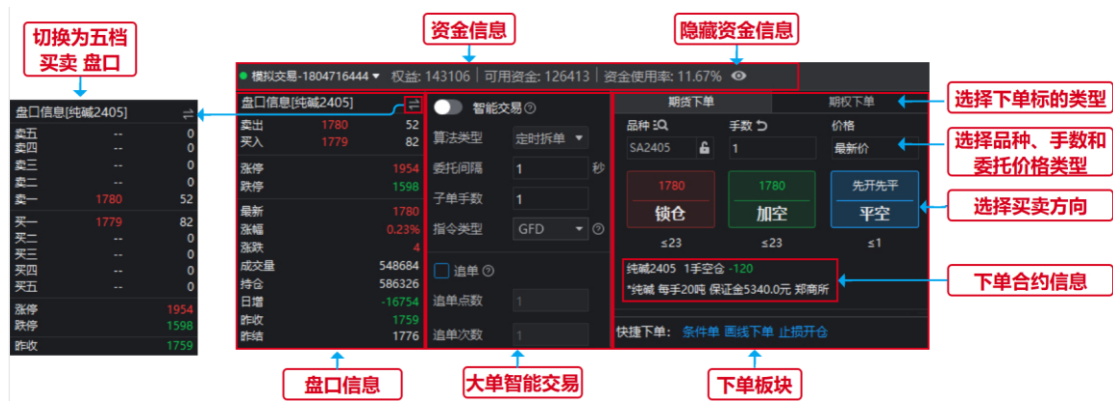 切换为五档
买卖 盘口
资金信息
隐藏资金信息
模拟交易-1804716444 权益: 143106 可用资金: 126413 资金使用率: 11.67%
盘口信息[纯碱2405]
卖五 -- 0
卖四 -- 0
卖三 -- 0
卖二 -- 0
卖一 1780 52
买一 1779 82
买二 -- 0
买三 -- 0
买四 -- 0
买五 -- 0
涨停 1954
跌停 1598
昨收 1759
盘口信息[纯碱2405]
卖出 1780 52
买入 1779 82
涨停 1954
跌停 1598
最新 1780
涨幅 0.23%
涨跌 4
成交量 548684
持仓 586326
日增 -16754
昨收 1759
昨结 1776
智能交易
算法类型 定时拆单
委托间隔 1 秒
子单手数 1
指令类型 GFD
追单
追单点数 1
追单次数 1
期货下单 期权下单
品种 手数 价格
SA2405 1 最新价
1780 1780 先开先平
锁仓 加空 平空
≤23 ≤23 ≤1
纯碱2405 1手空仓 -120
*纯碱 每手20吨 保证金5340.0元 郑商所
快捷下单: 条件单 画线下单 止损开仓
选择下单标的类型
选择品种、手数和
委托价格类型
选择买卖方向
下单合约信息
盘口信息
大单智能交易
下单板块